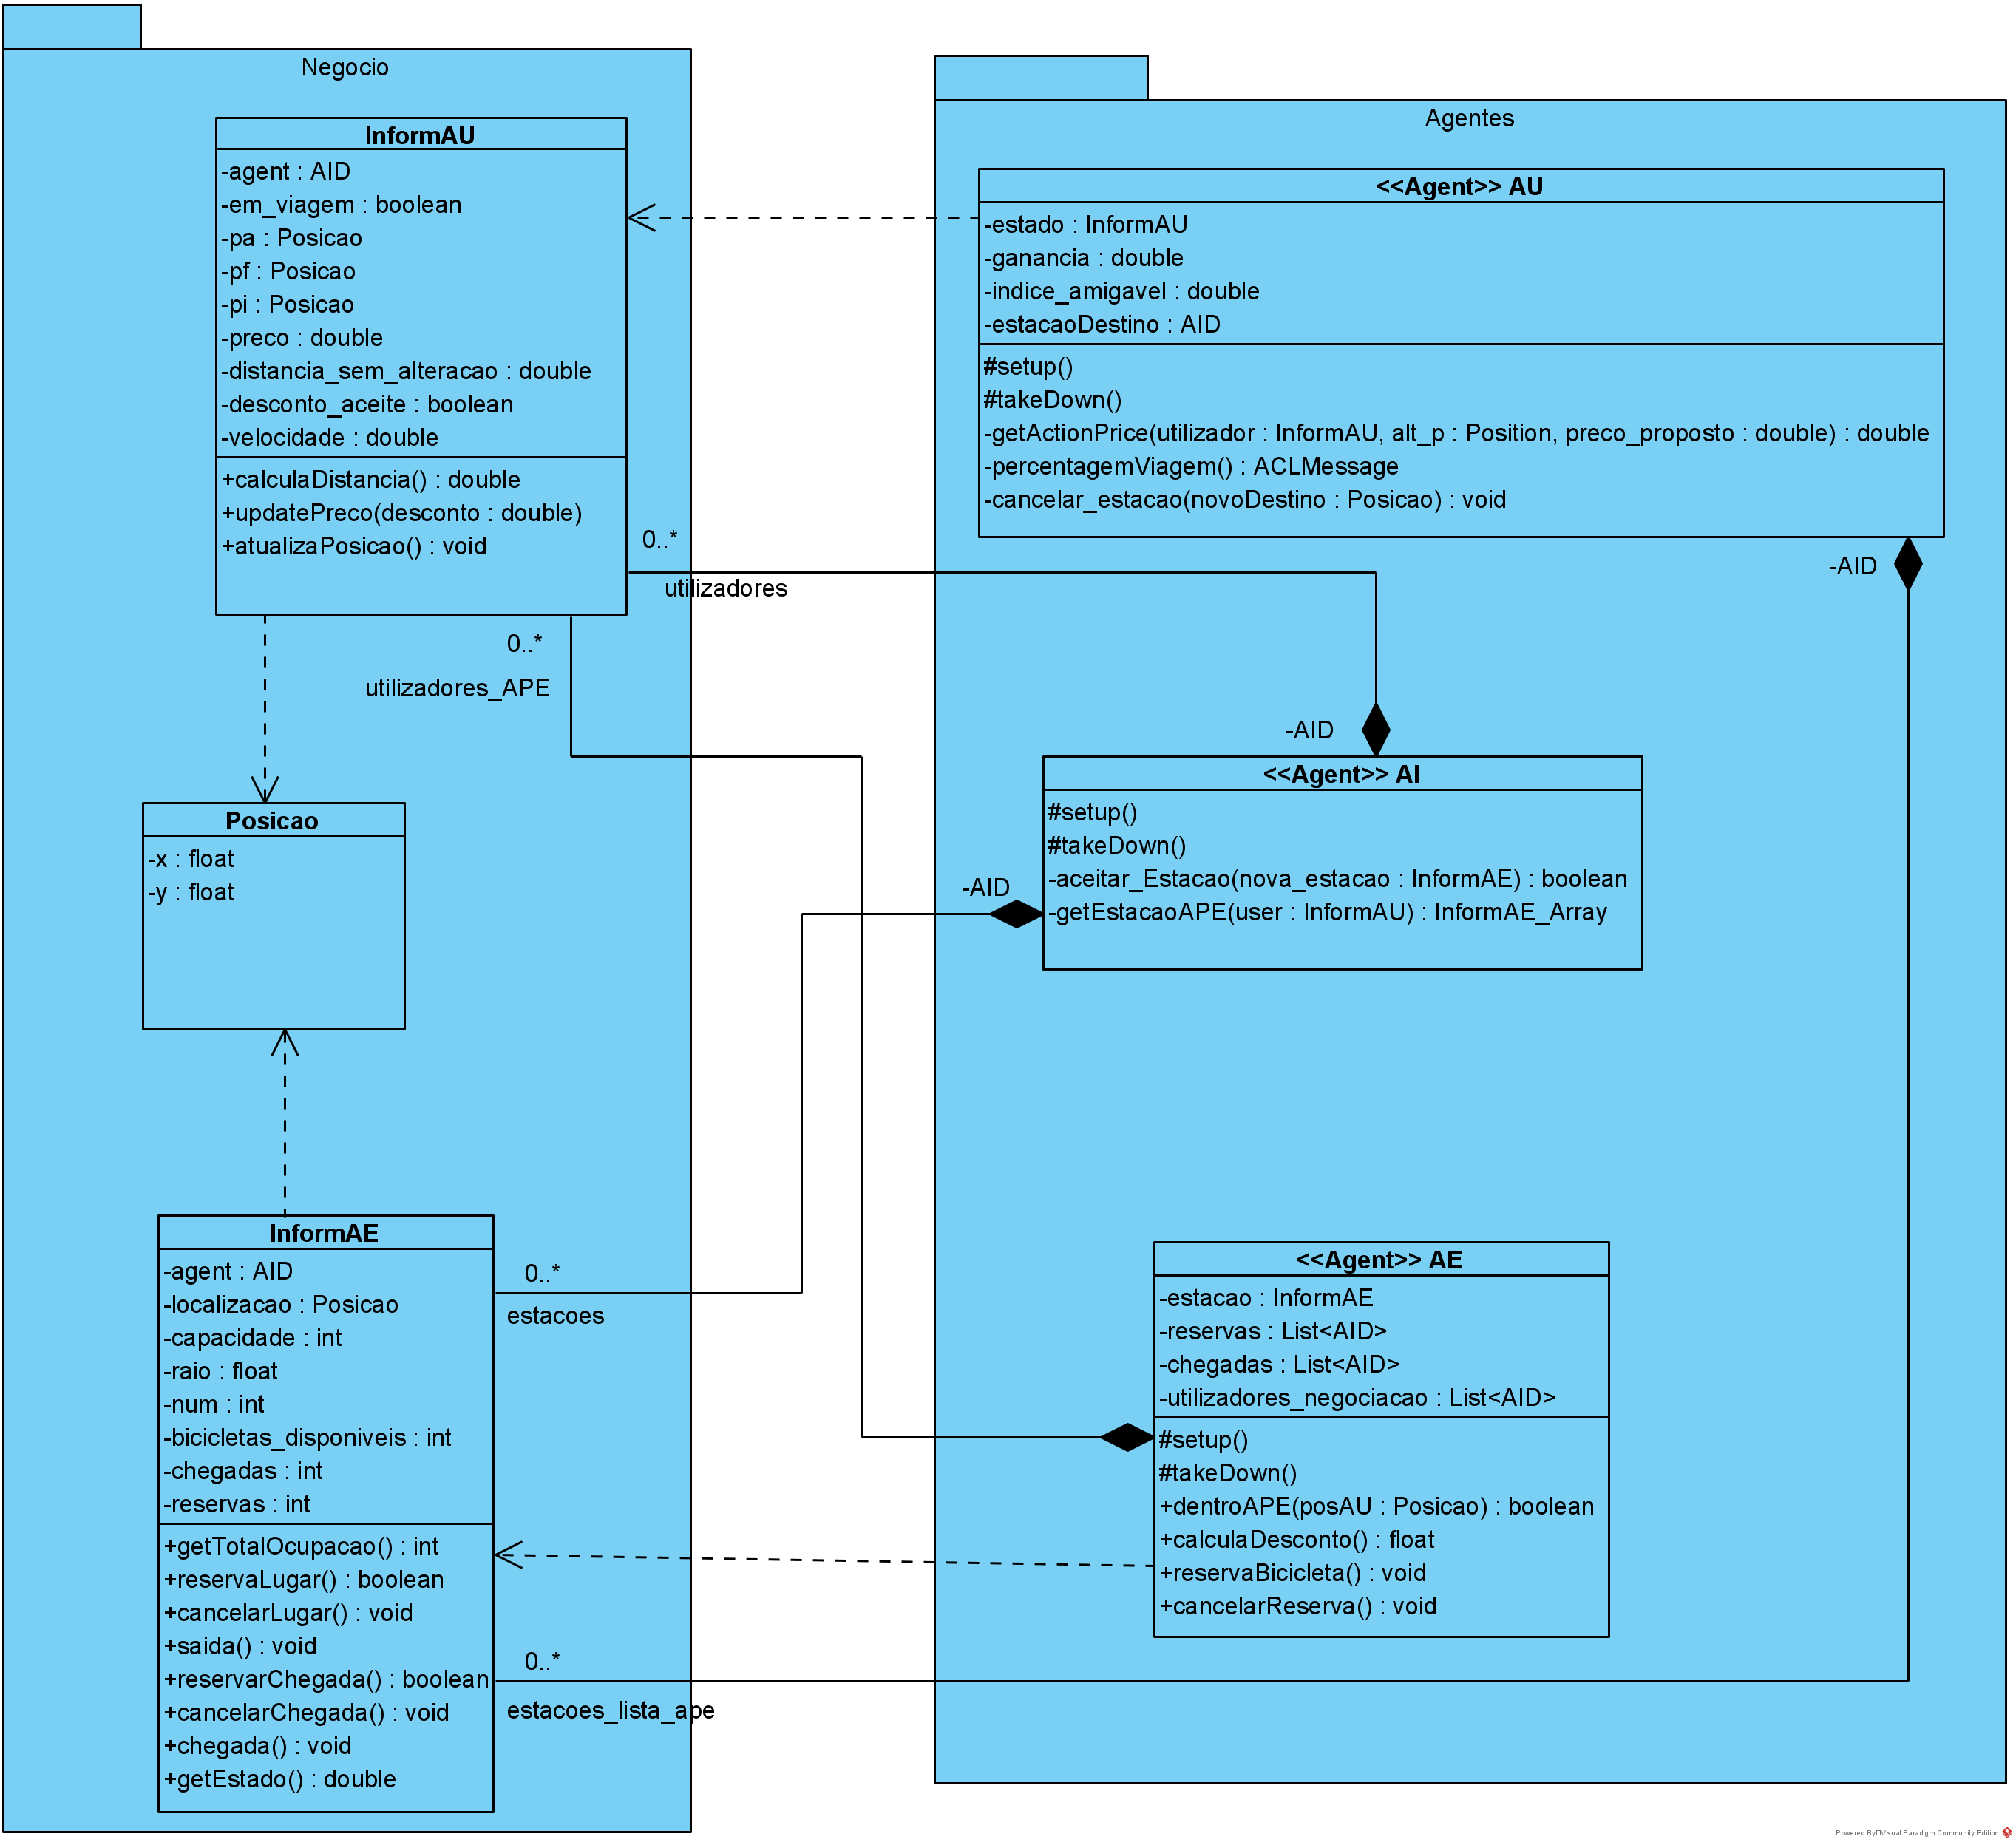 Negocio
InformAU
-agent : AID
-em_viagem : boolean
-pa : Posicao
-pf : Posicao
-pi : Posicao
-preco : double
-distancia_sem_alteracao : double
-desconto_aceite : boolean
-velocidade : double
+calculaDistancia() : double
+updatePreco(desconto : double)
+atualizaPosicao() : void
0..*
utilizadores
0..*
utilizadores_APE
Posicao
-x : float
-y : float
InformAE
-agent : AID
-localizacao : Posicao
-capacidade : int
-raio : float
-num : int
-bicicletas_disponiveis : int
-chegadas : int
-reservas : int
+getTotalOcupacao() : int
+reservaLugar() : boolean
+cancelarLugar() : void
+saida() : void
+reservarChegada() : boolean
+cancelarChegada() : void
+chegada() : void
+getEstado() : double
0..*
estacoes
0..*
estacoes_lista_ape
Agentes
<<Agent>> AU
-estado : InformAU
-ganancia : double
-indice_amigavel : double
-estacaoDestino : AID
#setup()
#takeDown()
-getActionPrice(utilizador : InformAU, alt_p : Position, preco_proposto : double) : double
-percentagemViagem() : ACLMessage
-cancelar_estacao(novoDestino : Posicao) : void
-AID
-AID
<<Agent>> AI
#setup()
#takeDown()
-aceitar_Estacao(nova_estacao : InformAE) : boolean
-getEstacaoAPE(user : InformAU) : InformAE_Array
-AID
<<Agent>> AE
-estacao : InformAE
-reservas : List<AID>
-chegadas : List<AID>
-utilizadores_negociacao : List<AID>
#setup()
#takeDown()
+dentroAPE(posAU : Posicao) : boolean
+calculaDesconto() : float
+reservaBicicleta() : void
+cancelarReserva() : void
Powered By Visual Paradigm Community Edition